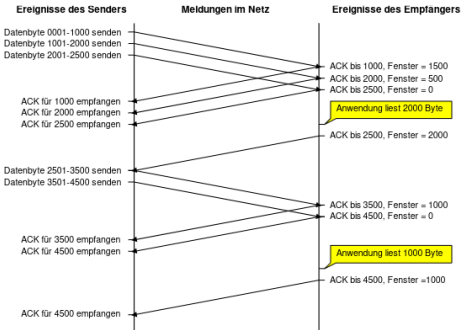 Ereignisse des Senders
Meldungen im Netz
Ereignisse des Empfängers
Datenbyte 0001-1000 senden
Datenbyte 1001-2000 senden
Datenbyte 2001-2500 senden
ACK bis 1000, Fenster = 1500
ACK bis 2000, Fenster = 500
ACK bis 2500, Fenster = 0
ACK für 1000 empfangen
ACK für 2000 empfangen
ACK für 2500 empfangen
Anwendung liest 2000 Byte
ACK bis 2500, Fenster = 2000
Datenbyte 2501-3500 senden
Datenbyte 3501-4500 senden
ACK bis 3500, Fenster = 1000
ACK bis 4500, Fenster = 0
ACK für 3500 empfangen
ACK für 4500 empfangen
Anwendung liest 1000 Byte
ACK bis 4500, Fenster =1000
ACK für 4500 empfangen